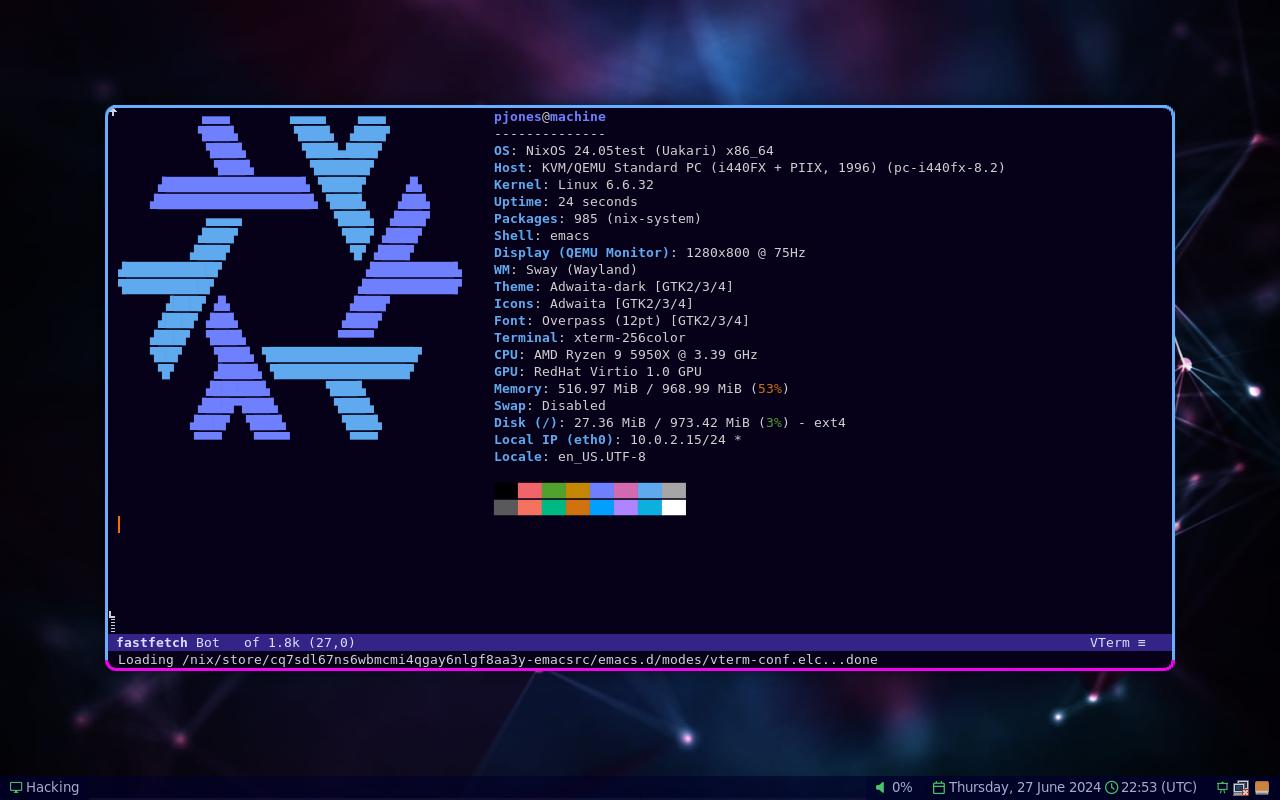 pjones@machine
--------------
OS: NixOS 24.05test (Uakari) x86_64
Host: KVM/QEMU Standard PC (i440FX + PIIX, 1996) (pc-i440fx-8.2)
Kernel: Linux 6.6.32
Uptime: 24 seconds
Packages: 985 (nix-system)
Shell: emacs
Display (QEMU Monitor): 1280x800 @ 75Hz
WM: Sway (Wayland)
Theme: Adwaita-dark [GTK2/3/4]
Icons: Adwaita [GTK2/3/4]
Font: Overpass (12pt) [GTK2/3/4]
Terminal: xterm-256color
CPU: AMD Ryzen 9 5950X @ 3.39 GHz
GPU: RedHat Virtio 1.0 GPU
Memory: 516.97 MiB / 968.99 MiB (53%)
Swap: Disabled
Disk (/): 27.36 MiB / 973.42 MiB (3%) - ext4
Local IP (eth0): 10.0.2.15/24 *
Locale: en_US.UTF-8
fastfetch Bot of 1.8k (27,0) VTerm ≡
Loading /nix/store/cq7sdl67ns6wbmcmi4qgay6nlgf8aa3y-emacsrc/emacs.d/modes/vterm-conf.elc...done
Hacking 0% Thursday, 27 June 2024 22:53 (UTC)